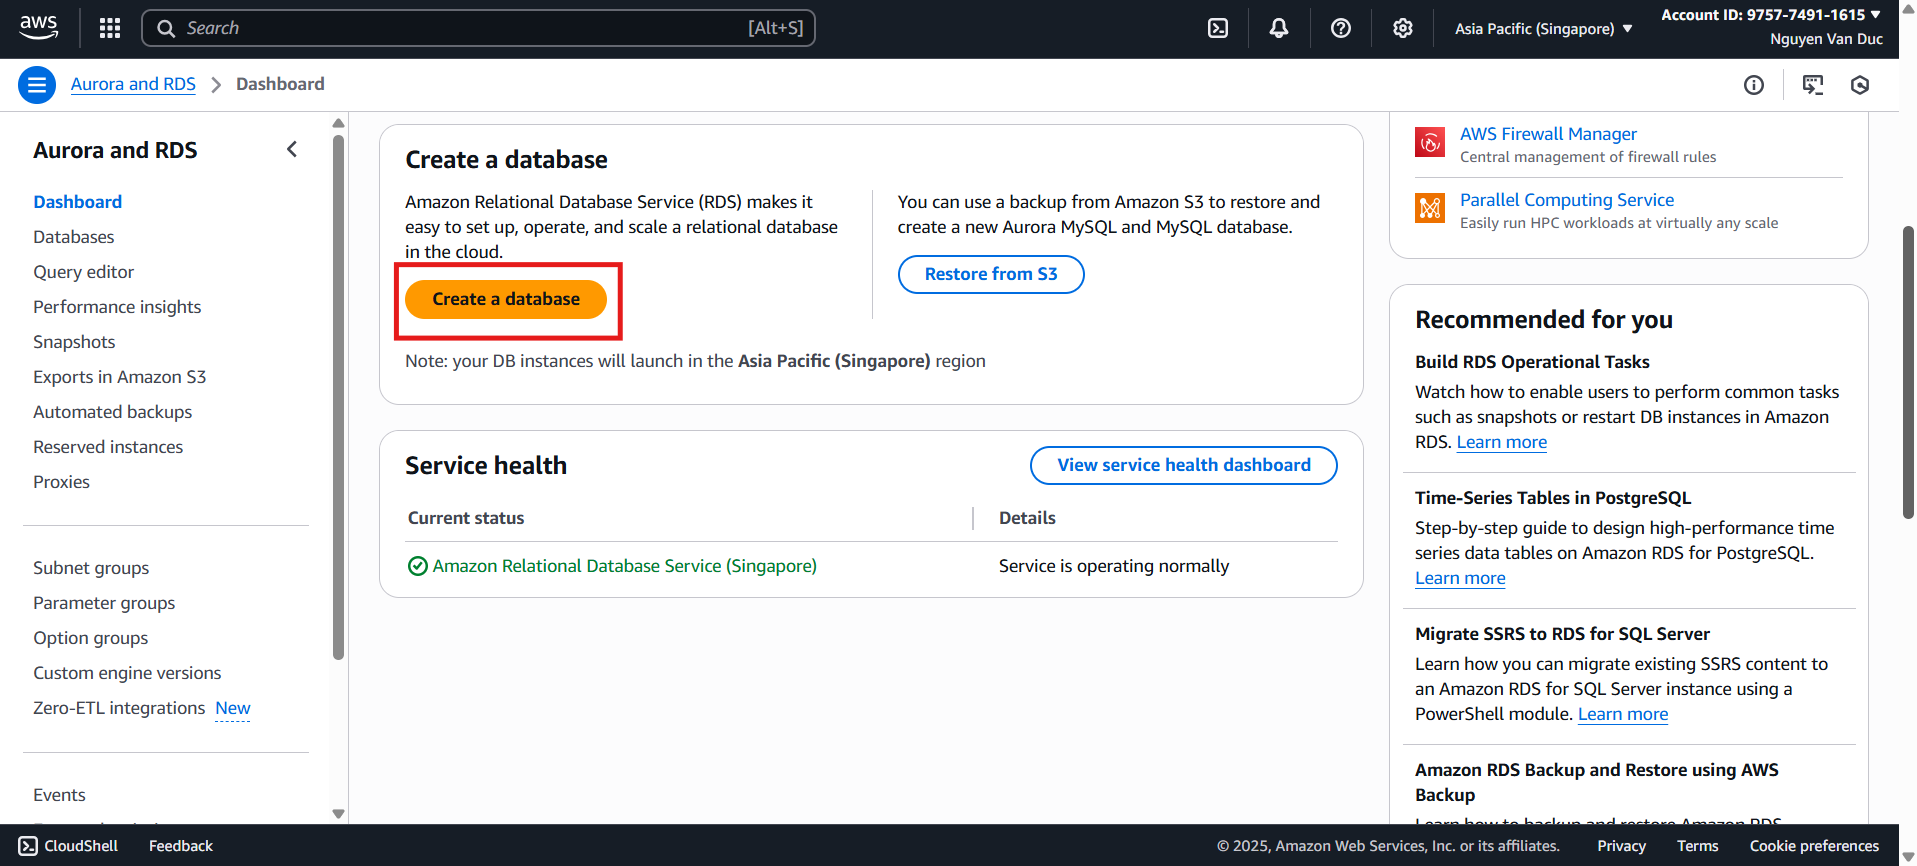 aws
Search [Alt+S]
Asia Pacific (Singapore)
Account ID: 9757-7491-1615
Nguyen Van Duc
Aurora and RDS
Dashboard
Aurora and RDS
Dashboard
Databases
Query editor
Performance insights
Snapshots
Exports in Amazon S3
Automated backups
Reserved instances
Proxies
Subnet groups
Parameter groups
Option groups
Custom engine versions
Zero-ETL integrations New
Events
Create a database
Amazon Relational Database Service (RDS) makes it
easy to set up, operate, and scale a relational database
in the cloud.
Create a database
You can use a backup from Amazon S3 to restore and
create a new Aurora MySQL and MySQL database.
Restore from S3
Note: your DB instances will launch in the Asia Pacific (Singapore) region
Service health
View service health dashboard
Current status
Details
Amazon Relational Database Service (Singapore)
Service is operating normally
AWS Firewall Manager
Central management of firewall rules
Parallel Computing Service
Easily run HPC workloads at virtually any scale
Recommended for you
Build RDS Operational Tasks
Watch how to enable users to perform common tasks
such as snapshots or restart DB instances in Amazon
RDS. Learn more
Time-Series Tables in PostgreSQL
Step-by-step guide to design high-performance time
series data tables on Amazon RDS for PostgreSQL.
Learn more
Migrate SSRS to RDS for SQL Server
Learn how you can migrate existing SSRS content to
an Amazon RDS for SQL Server instance using a
PowerShell module. Learn more
Amazon RDS Backup and Restore using AWS
Backup
Learn how to backup and restore Amazon RDS
CloudShell
Feedback
© 2025, Amazon Web Services, Inc. or its affiliates.
Privacy
Terms
Cookie preferences